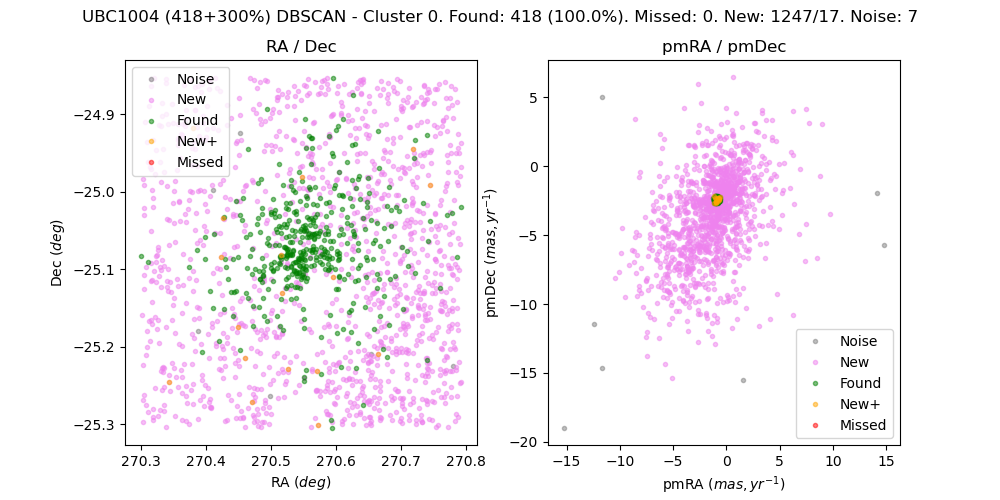 UBC1004 (418+300%) DBSCAN - Cluster 0. Found: 418 (100.0%). Missed: 0. New: 1247/17. Noise: 7
RA / Dec
Noise
New
Found
New+
Missed
−24.9
−25.0
−25.1
−25.2
−25.3
Dec (deg)
270.3 270.4 270.5 270.6 270.7 270.8
RA (deg)
pmRA / pmDec
5
0
−5
−10
−15
−20
pmDec (mas, yr⁻¹)
Noise
New
Found
New+
Missed
−15 −10 −5 0 5 10 15
pmRA (mas, yr⁻¹)